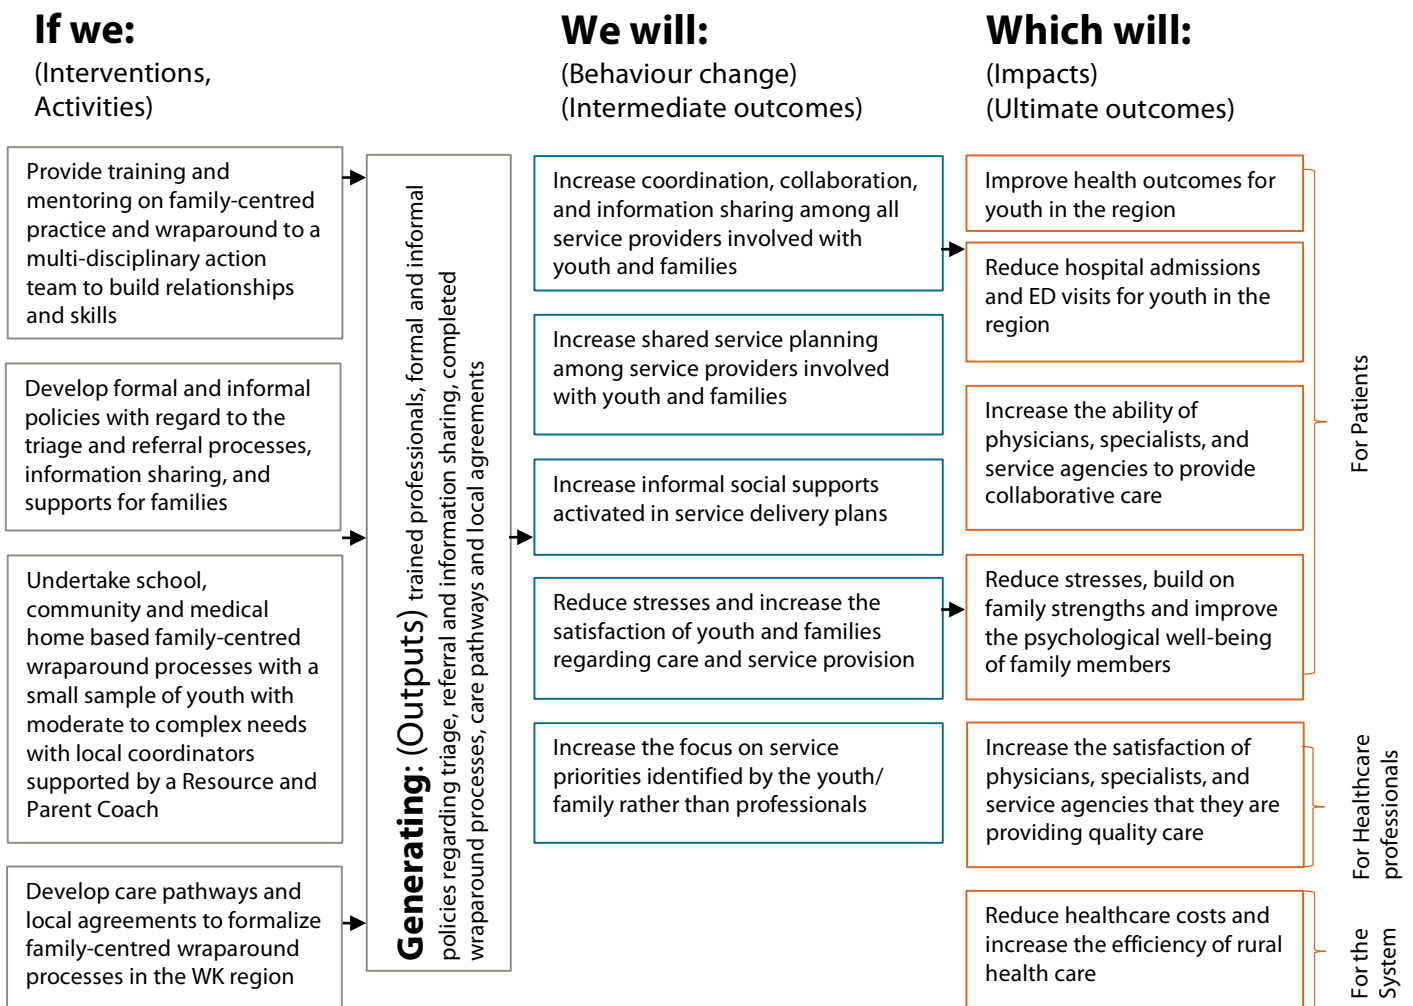 If we:
(Interventions,
Activities)
Provide training and
mentoring on family-centred
practice and wraparound to a
multi-disciplinary action
team to build relationships
and skills
Develop formal and informal
policies with regard to the
triage and referral processes,
information sharing, and
supports for families
Undertake school,
community and medical
home based family-centred
wraparound processes with a
small sample of youth with
moderate to complex needs
with local coordinators
supported by a Resource and
Parent Coach
Develop care pathways and
local agreements to formalize
family-centred wraparound
processes in the WK region
Generating: (Outputs) trained professionals, formal and informal
policies regarding triage, referral and information sharing, completed
wraparound processes, care pathways and local agreements
We will:
(Behaviour change)
(Intermediate outcomes)
Increase coordination, collaboration,
and information sharing among all
service providers involved with
youth and families
Increase shared service planning
among service providers involved
with youth and families
Increase informal social supports
activated in service delivery plans
Reduce stresses and increase the
satisfaction of youth and families
regarding care and service provision
Increase the focus on service
priorities identified by the youth/
family rather than professionals
Which will:
(Impacts)
(Ultimate outcomes)
Improve health outcomes for
youth in the region
Reduce hospital admissions
and ED visits for youth in the
region
Increase the ability of
physicians, specialists, and
service agencies to provide
collaborative care
Reduce stresses, build on
family strengths and improve
the psychological well-being
of family members
For Patients
Increase the satisfaction of
physicians, specialists, and
service agencies that they are
providing quality care
For Healthcare
professionals
Reduce healthcare costs and
increase the efficiency of rural
health care
For the
System